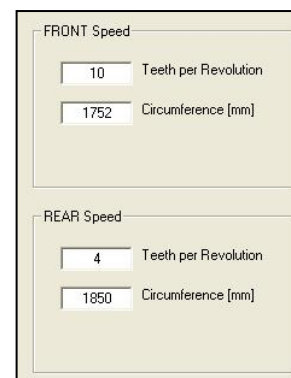 FRONT Speed
10 Teeth per Revolution
1752 Circumference [mm]
REAR Speed
4 Teeth per Revolution
1850 Circumference [mm]